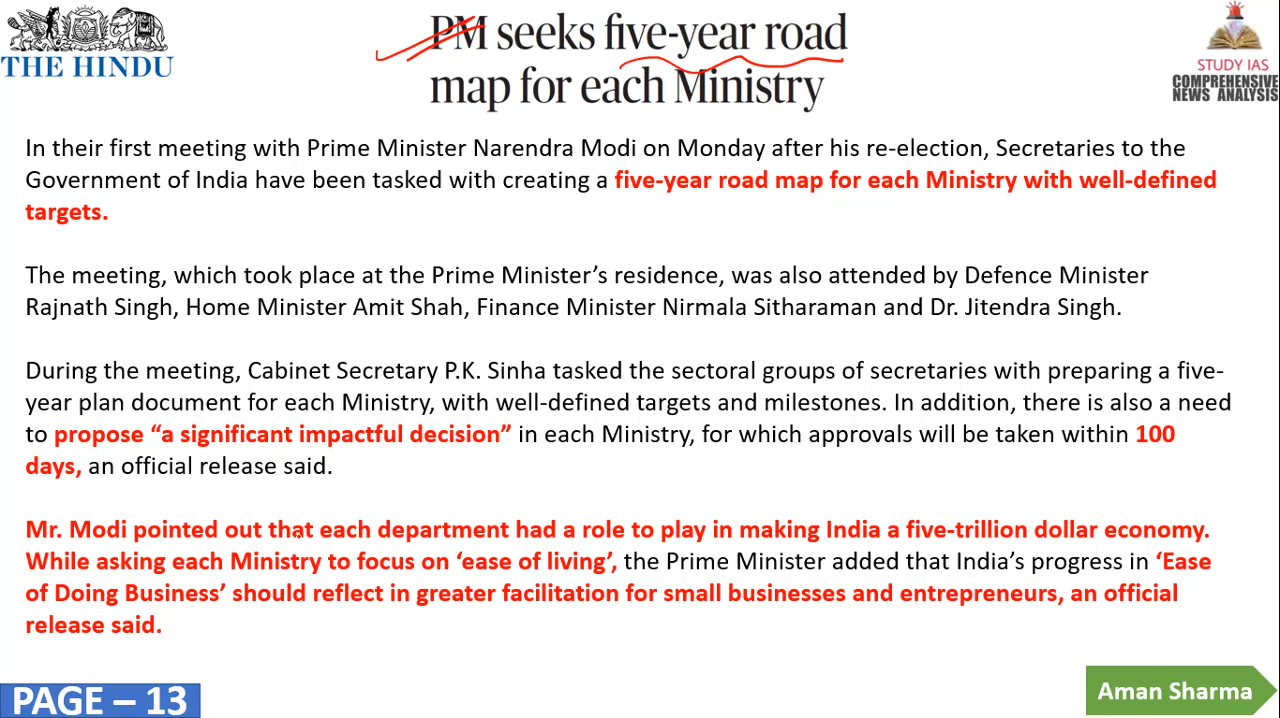 THE HINDU
PM seeks five-year road
map for each Ministry
STUDY IAS
COMPREHENSIVE
NEWS ANALYSIS
In their first meeting with Prime Minister Narendra Modi on Monday after his re-election, Secretaries to the
Government of India have been tasked with creating a five-year road map for each Ministry with well-defined
targets.
The meeting, which took place at the Prime Minister’s residence, was also attended by Defence Minister
Rajnath Singh, Home Minister Amit Shah, Finance Minister Nirmala Sitharaman and Dr. Jitendra Singh.
During the meeting, Cabinet Secretary P.K. Sinha tasked the sectoral groups of secretaries with preparing a five-
year plan document for each Ministry, with well-defined targets and milestones. In addition, there is also a need
to propose “a significant impactful decision” in each Ministry, for which approvals will be taken within 100
days, an official release said.
Mr. Modi pointed out that each department had a role to play in making India a five-trillion dollar economy.
While asking each Ministry to focus on ‘ease of living’, the Prime Minister added that India’s progress in ‘Ease
of Doing Business’ should reflect in greater facilitation for small businesses and entrepreneurs, an official
release said.
PAGE – 13
Aman Sharma